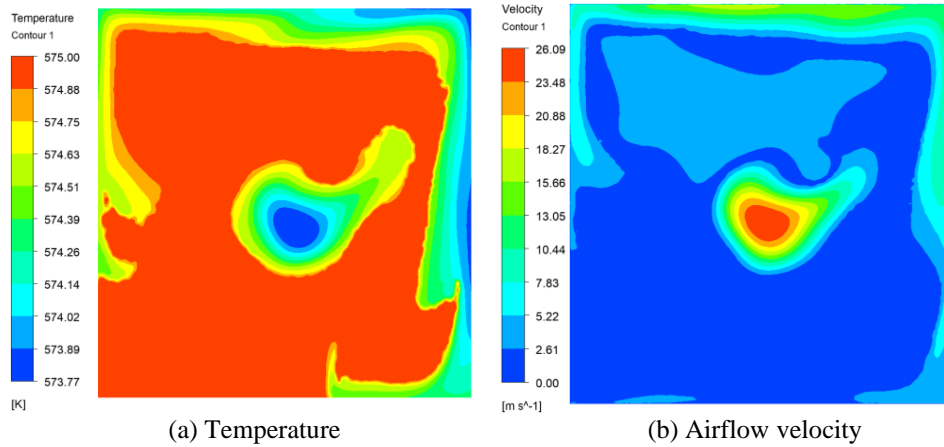 Temperature
Contour 1
575.00
574.88
574.75
574.63
574.51
574.39
574.26
574.14
574.02
573.89
573.77
[K]
(a) Temperature
Velocity
Contour 1
26.09
23.48
20.88
18.27
15.66
13.05
10.44
7.83
5.22
2.61
0.00
[m s^-1]
(b) Airflow velocity